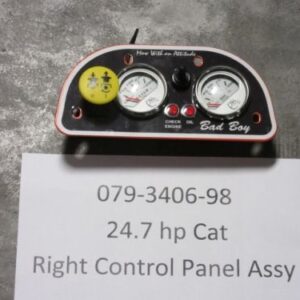 Mow With an Attitude
CHECK ENGINE
OIL
Bad Boy
079-3406-98
24.7 hp Cat
Right Control Panel Assy